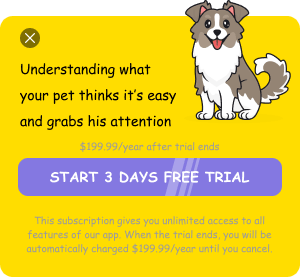 Understanding what
your pet thinks it's easy
and grabs his attention
$199.99/year after trial ends
START 3 DAYS FREE TRIAL
This subscription gives you unlimited access to all
features of our app. When the trial ends, you will be
automatically charged $199.99/year until you cancel.